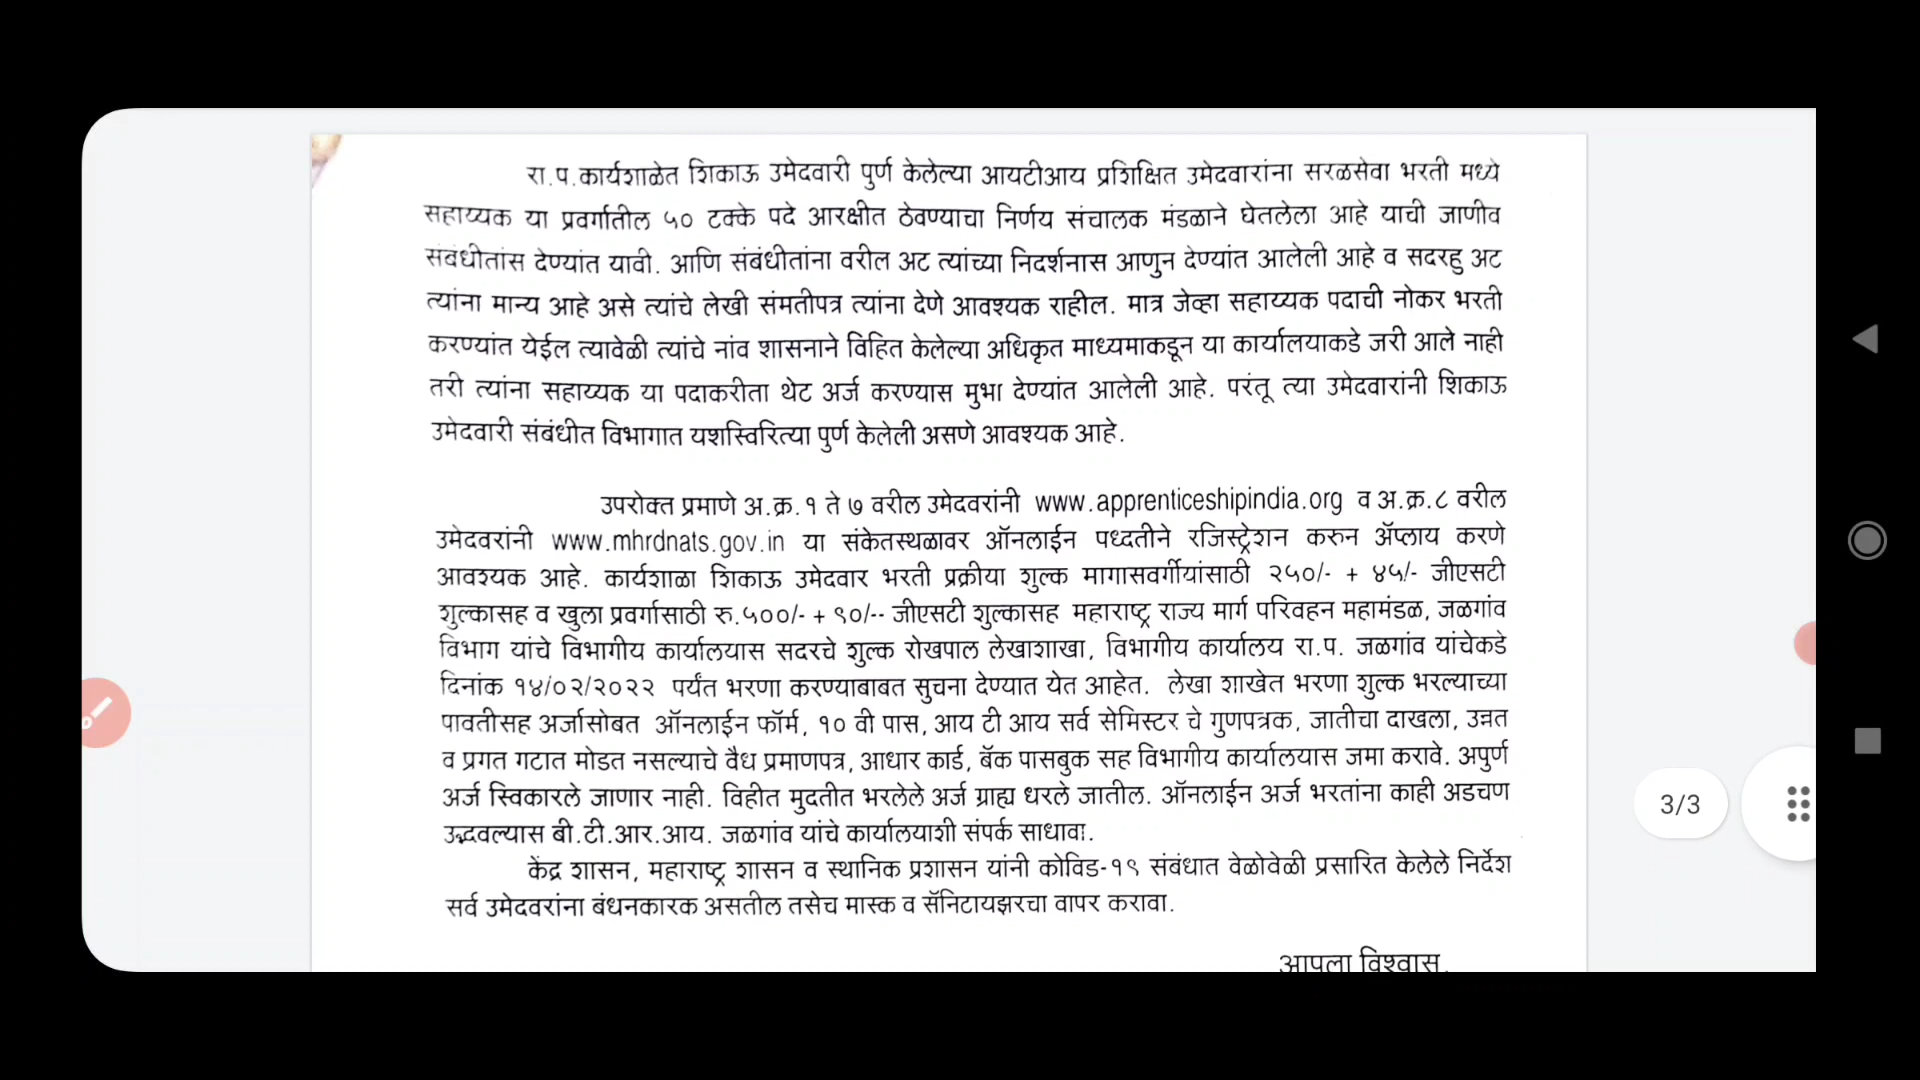 रा.प.कार्यशाळेत शिकाऊ उमेदवारी पुर्ण केलेल्या आयटीआय प्रशिक्षित उमेदवारांना सरळसेवा भरती मध्ये
सहाय्यक या प्रवर्गातील ५० टक्के पदे आरक्षीत ठेवण्याचा निर्णय संचालक मंडळाने घेतलेला आहे याची जाणीव
संबंधीतांस देण्यांत यावी. आणि संबंधीतांना वरील अट त्यांच्या निदर्शनास आणुन देण्यांत आलेली आहे व सदरहु अट
त्यांना मान्य आहे असे त्यांचे लेखी संमतीपत्र त्यांना देणे आवश्यक राहील. मात्र जेव्हा सहाय्यक पदाची नोकर भरती
करण्यांत येईल त्यावेळी त्यांचे नांव शासनाने विहित केलेल्या अधिकृत माध्यमाकडून या कार्यालयाकडे जरी आले नाही
तरी त्यांना सहाय्यक या पदाकरीता थेट अर्ज करण्यास मुभा देण्यांत आलेली आहे. परंतू त्या उमेदवारांनी शिकाऊ
उमेदवारी संबंधीत विभागात यशस्विरित्या पुर्ण केलेली असणे आवश्यक आहे.
उपरोक्त प्रमाणे अ.क्र.१ ते ७ वरील उमेदवरांनी www.apprenticeshipindia.org व अ.क्र.८ वरील
उमेदवरांनी www.mhrdnats.gov.in या संकेतस्थळावर ऑनलाईन पध्दतीने रजिस्ट्रेशन करुन ॲप्लाय करणे
आवश्यक आहे. कार्यशाळा शिकाऊ उमेदवार भरती प्रक्रीया शुल्क मागासवर्गीयांसाठी २५०/- + ४५/- जीएसटी
शुल्कासह व खुला प्रवर्गासाठी रु.५००/- + ९०/-- जीएसटी शुल्कासह महाराष्ट्र राज्य मार्ग परिवहन महामंडळ, जळगांव
विभाग यांचे विभागीय कार्यालयास सदरचे शुल्क रोखपाल लेखाशाखा, विभागीय कार्यालय रा.प. जळगांव यांचेकडे
दिनांक १४/०२/२०२२ पर्यंत भरणा करण्याबाबत सुचना देण्यात येत आहेत. लेखा शाखेत भरणा शुल्क भरल्याच्या
पावतीसह अर्जासोबत ऑनलाईन फॉर्म, १० वी पास, आय टी आय सर्व सेमिस्टर चे गुणपत्रक, जातीचा दाखला, उन्नत
व प्रगत गटात मोडत नसल्याचे वैध प्रमाणपत्र, आधार कार्ड, बॅक पासबुक सह विभागीय कार्यालयास जमा करावे. अपुर्ण
अर्ज स्विकारले जाणार नाही. विहीत मुदतीत भरलेले अर्ज ग्राह्य धरले जातील. ऑनलाईन अर्ज भरतांना काही अडचण
उद्भवल्यास बी.टी.आर.आय. जळगांव यांचे कार्यालयाशी संपर्क साधावा.
केंद्र शासन, महाराष्ट्र शासन व स्थानिक प्रशासन यांनी कोविड-१९ संबंधात वेळोवेळी प्रसारित केलेले निर्देश
सर्व उमेदवरांना बंधनकारक असतील तसेच मास्क व सॅनिटायझरचा वापर करावा.
आपला विश्वास,
3/3